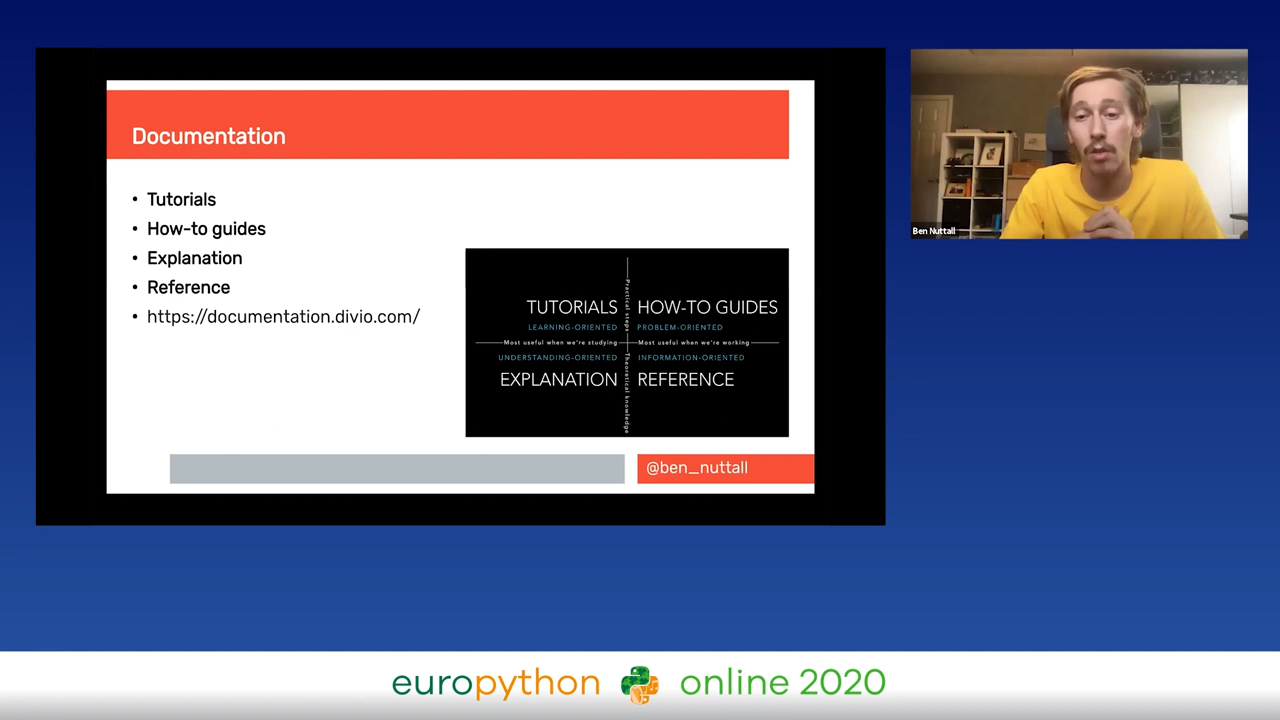 Documentation
• Tutorials
• How-to guides
• Explanation
• Reference
• https://documentation.divio.com/
TUTORIALS
LEARNING-ORIENTED
HOW-TO GUIDES
PROBLEM-ORIENTED
Practical steps
Most useful when we're studying
Most useful when we're working
UNDERSTANDING-ORIENTED
EXPLANATION
INFORMATION-ORIENTED
REFERENCE
Theoretical knowledge
@ben_nuttall
Ben Nuttall
europython online 2020